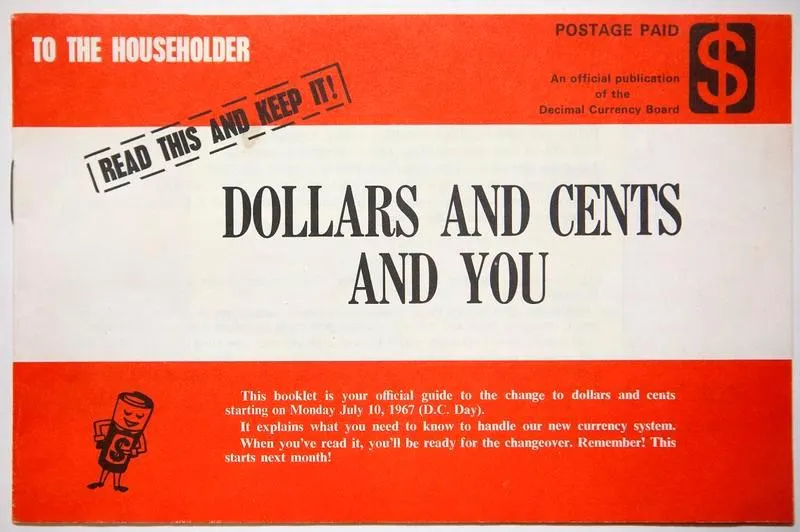 TO THE HOUSEHOLDER
POSTAGE PAID
$
An official publication
of the
Decimal Currency Board
READ THIS AND KEEP IT!
DOLLARS AND CENTS
AND YOU
$
This booklet is your official guide to the change to dollars and cents
starting on Monday July 10, 1967 (D.C. Day).
It explains what you need to know to handle our new currency system.
When you've read it, you'll be ready for the changeover. Remember! This
starts next month!